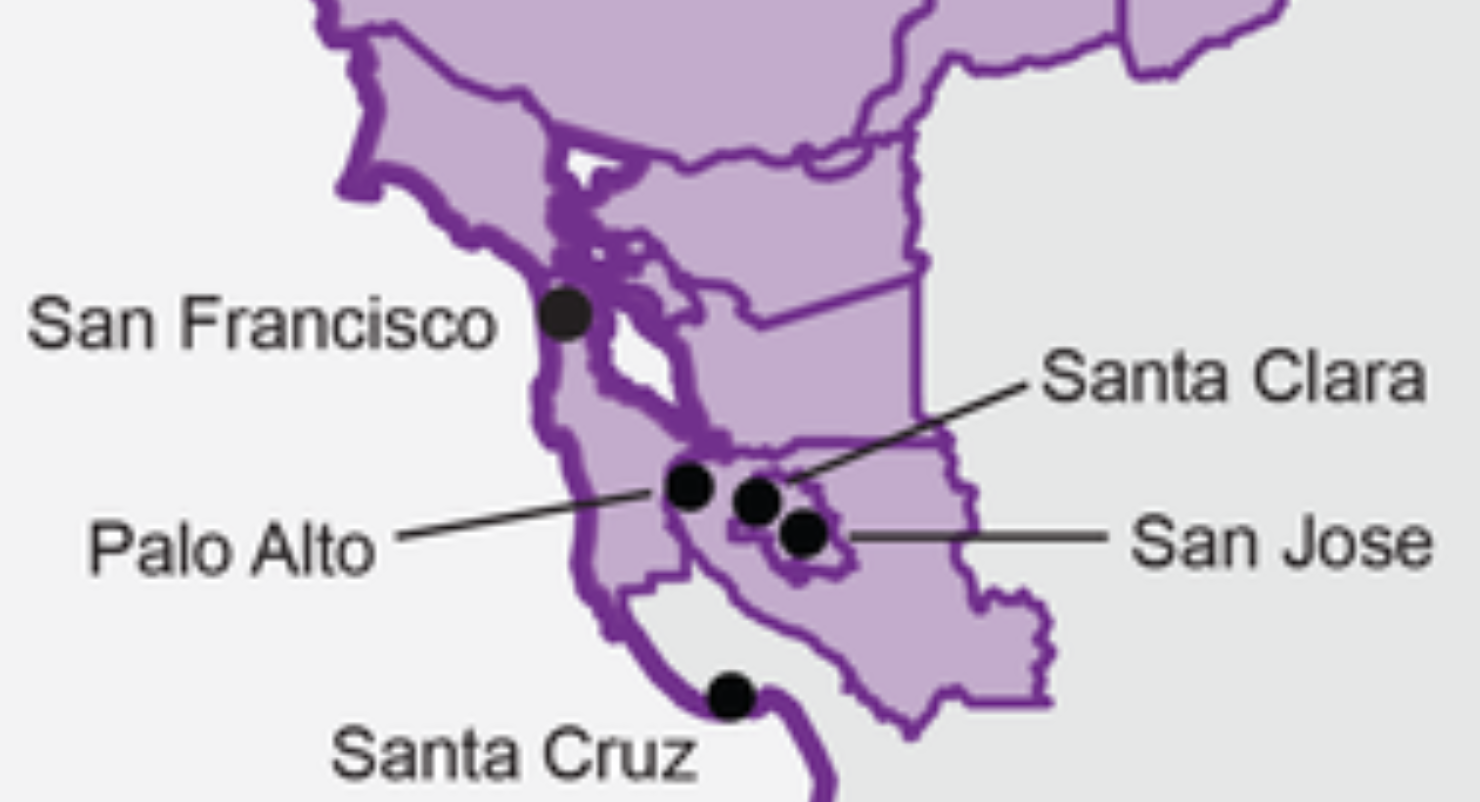 San Francisco
Santa Clara
Palo Alto
San Jose
Santa Cruz